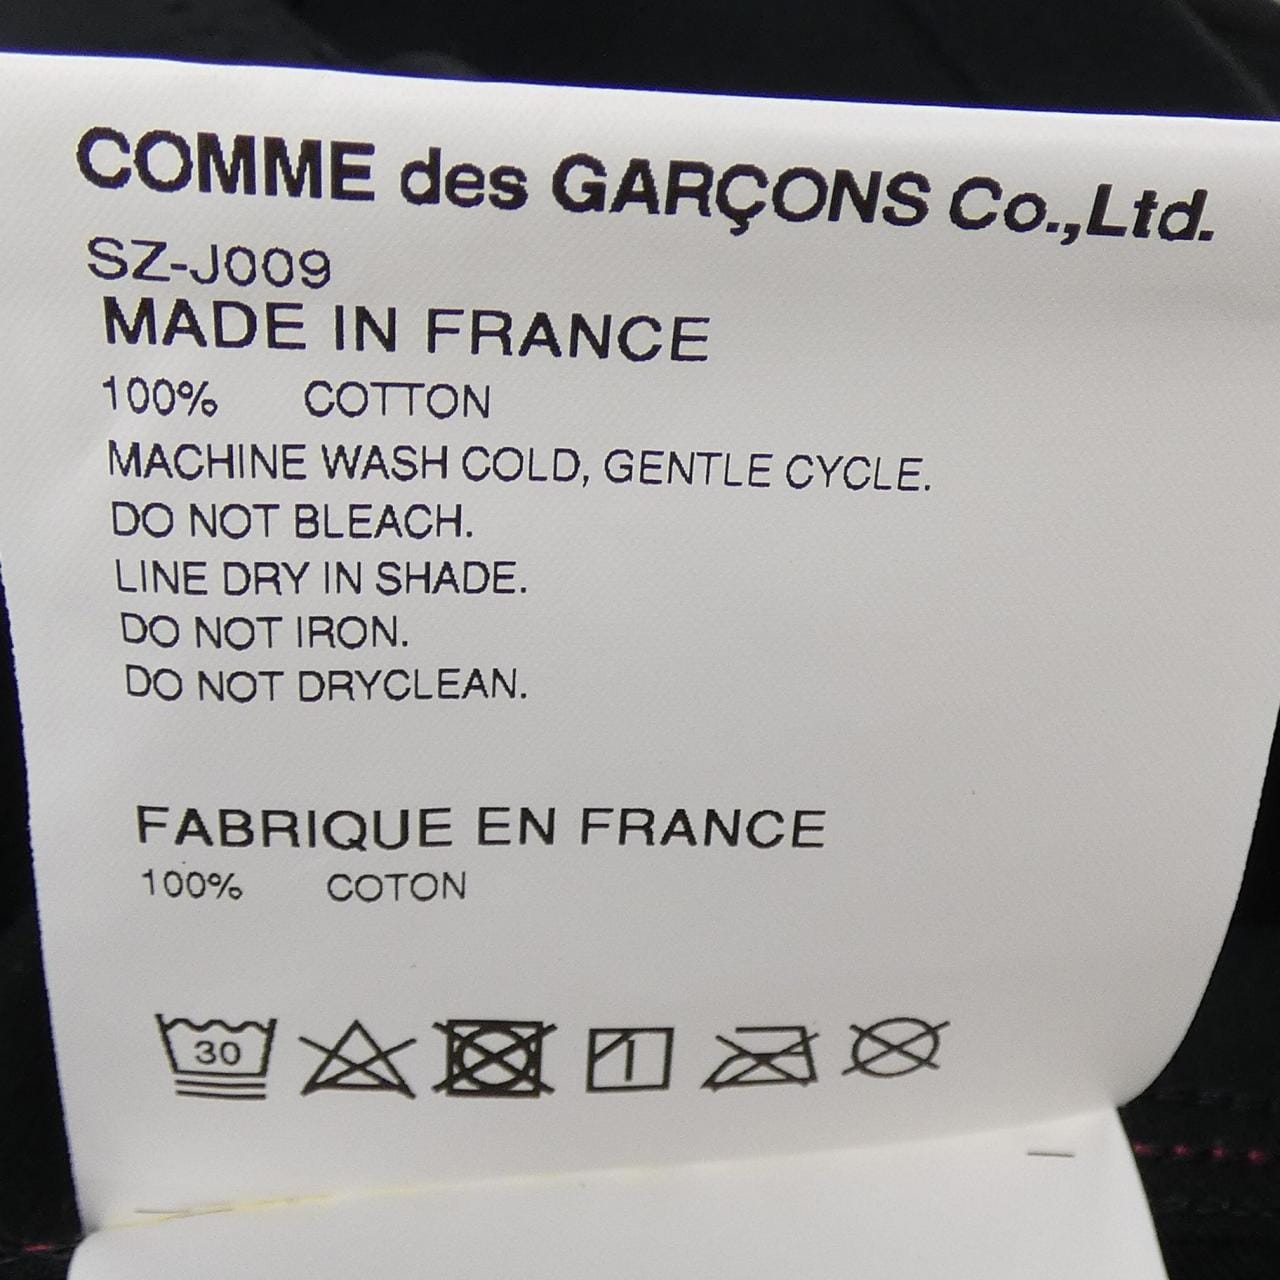 COMME des GARÇONS Co.,Ltd.
SZ-J009
MADE IN FRANCE
100% COTTON
MACHINE WASH COLD, GENTLE CYCLE.
DO NOT BLEACH.
LINE DRY IN SHADE.
DO NOT IRON.
DO NOT DRYCLEAN.
FABRIQUE EN FRANCE
100% COTON
30